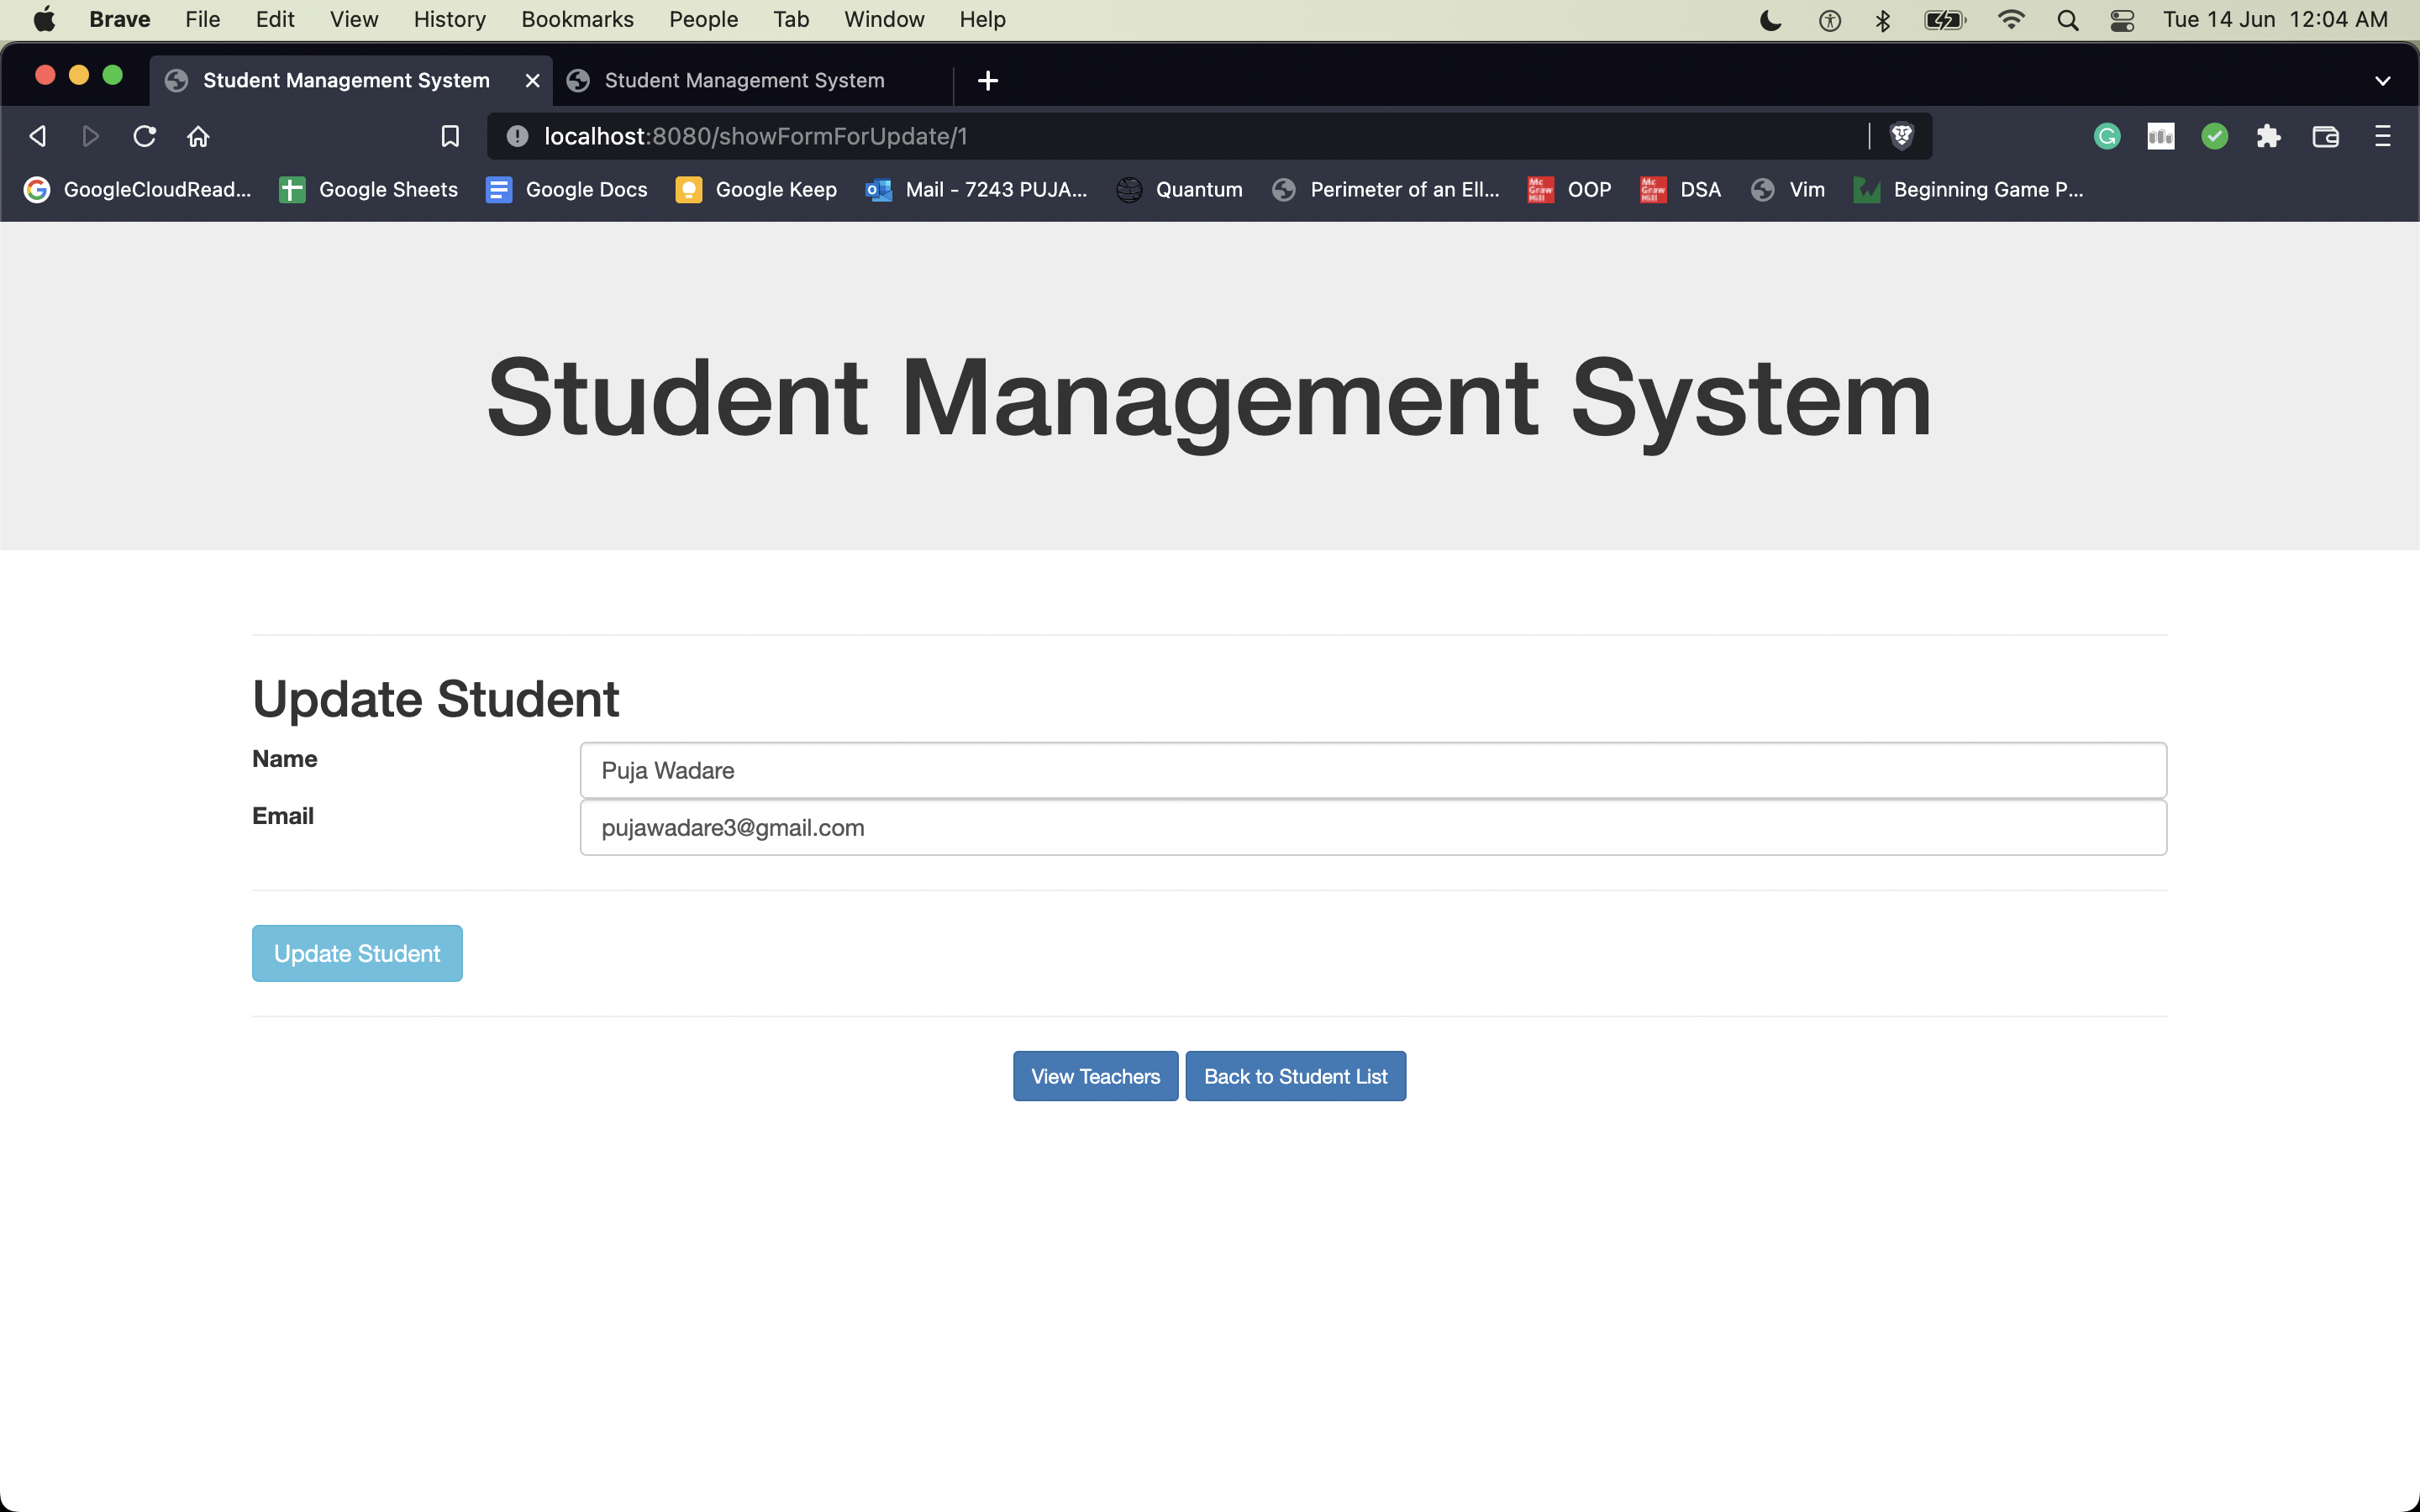 Brave File Edit View History Bookmarks People Tab Window Help Tue 14 Jun 12:04 AM
Student Management System Student Management System
localhost:8080/showFormForUpdate/1
GoogleCloudRead... Google Sheets Google Docs Google Keep Mail - 7243 PUJA... Quantum Perimeter of an Ell... OOP DSA Vim Beginning Game P...
Student Management System
Update Student
Name Puja Wadare
Email pujawadare3@gmail.com
Update Student
View Teachers Back to Student List